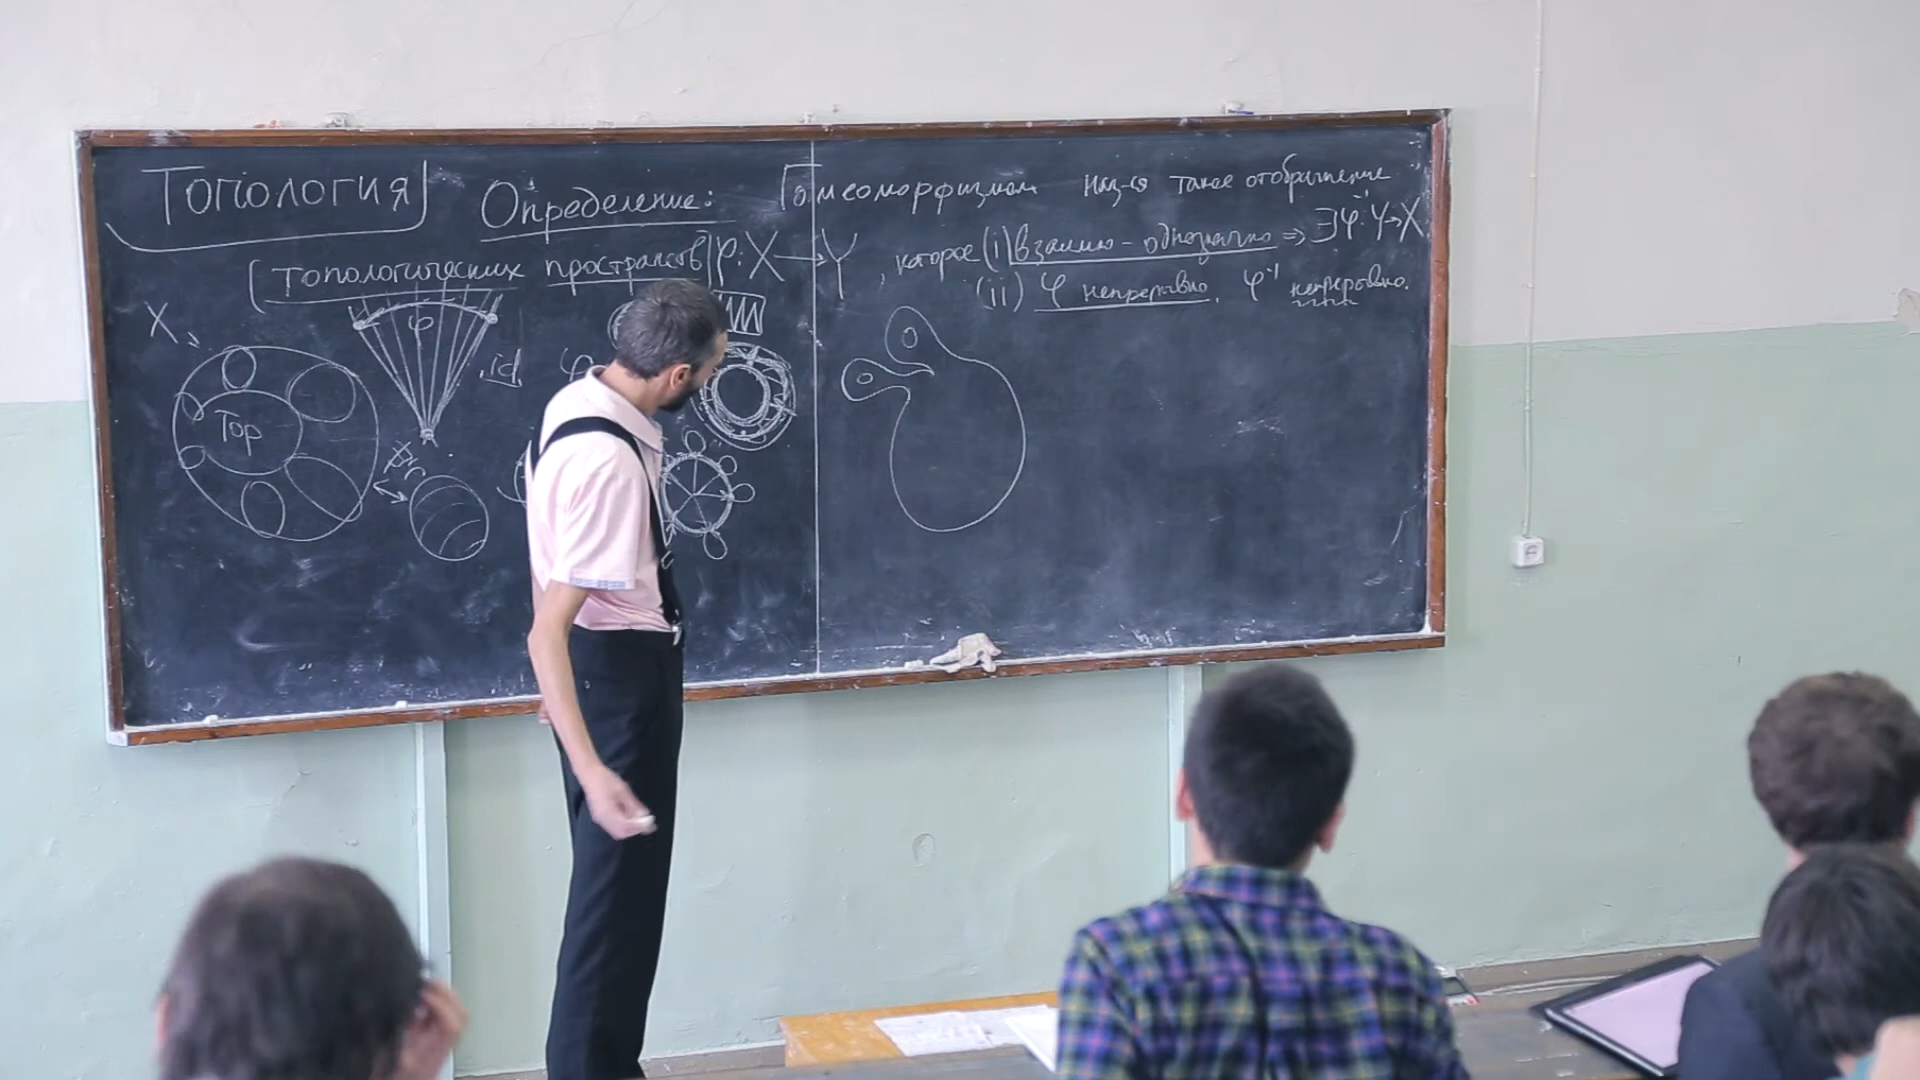 Топология
Определение: Гомеоморфизмом наз-ся такое отображение
(топологических пространств) φ: X → Y, которое (i) взаимно-однозначно ⇒ ∃φ⁻¹: Y→X
(ii) φ непрерывно, φ⁻¹ непрерывно.
X
φ
id
φ
Top